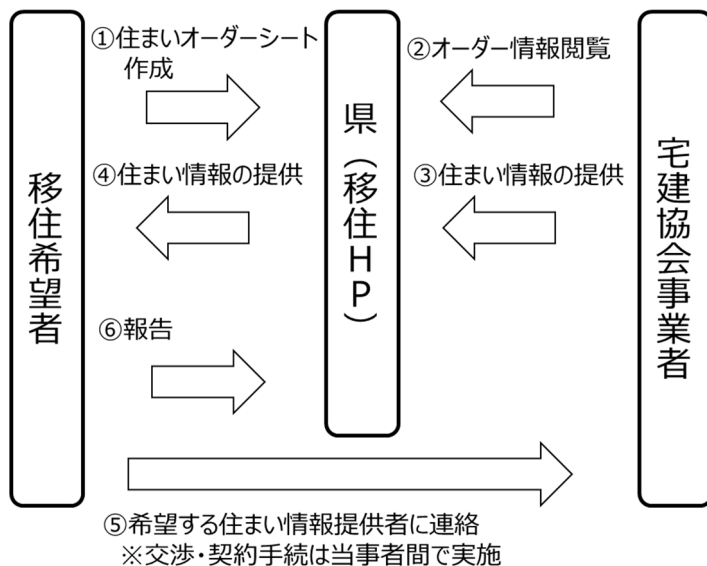 移住希望者
①住まいオーダーシート
作成
②オーダー情報閲覧
県（移住HP）
宅建協会事業者
④住まい情報の提供
③住まい情報の提供
⑥報告
⑤希望する住まい情報提供者に連絡
※交渉・契約手続は当事者間で実施